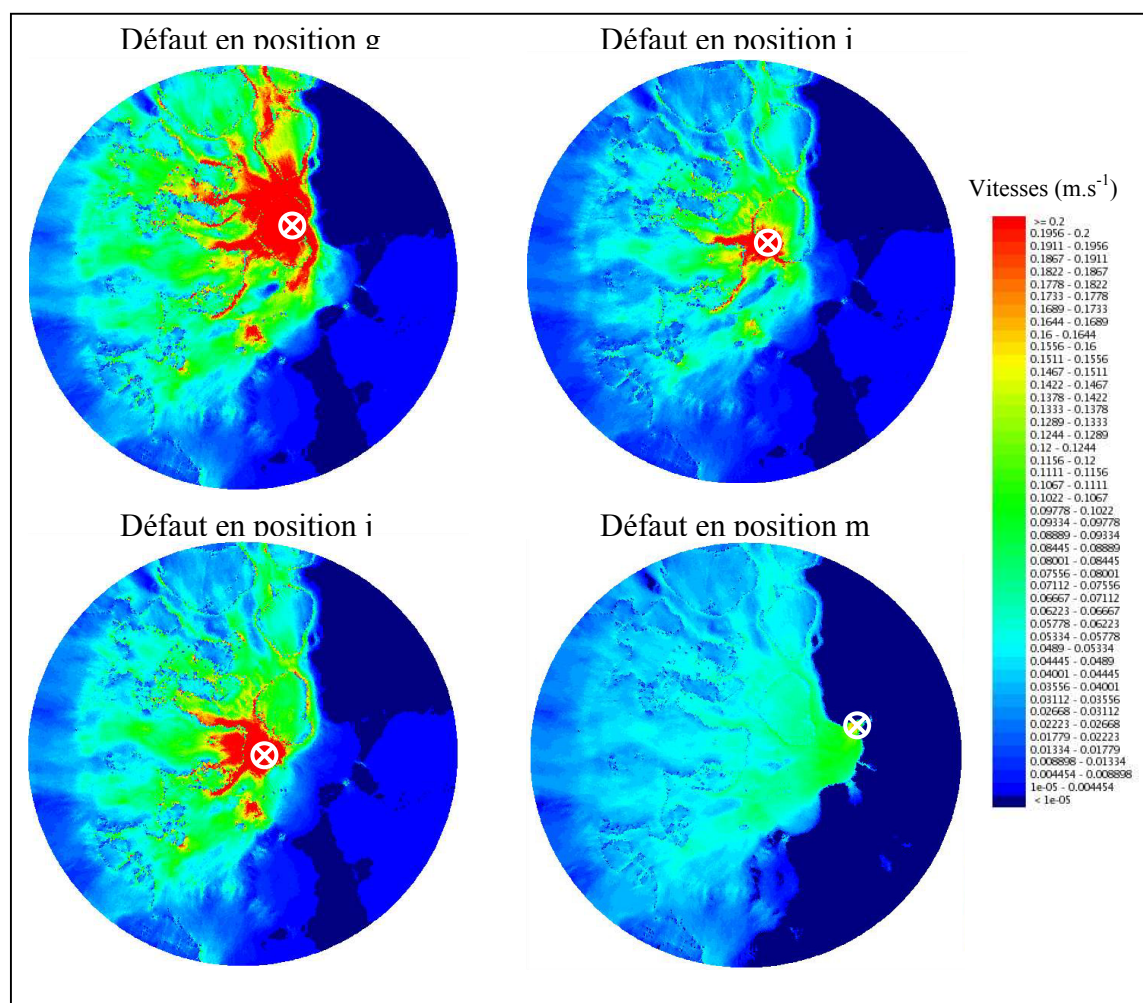 Défaut en position g
Défaut en position i
Défaut en position j
Défaut en position m
Vitesses (m.s-1)
>= 0.2
0.1956 - 0.2
0.1911 - 0.1956
0.1867 - 0.1911
0.1822 - 0.1867
0.1778 - 0.1822
0.1733 - 0.1778
0.1689 - 0.1733
0.1644 - 0.1689
0.16 - 0.1644
0.1556 - 0.16
0.1511 - 0.1556
0.1467 - 0.1511
0.1422 - 0.1467
0.1378 - 0.1422
0.1333 - 0.1378
0.1289 - 0.1333
0.1244 - 0.1289
0.12 - 0.1244
0.1156 - 0.12
0.1111 - 0.1156
0.1067 - 0.1111
0.1022 - 0.1067
0.09778 - 0.1022
0.09334 - 0.09778
0.08889 - 0.09334
0.08445 - 0.08889
0.08001 - 0.08445
0.07556 - 0.08001
0.07112 - 0.07556
0.06667 - 0.07112
0.06223 - 0.06667
0.05778 - 0.06223
0.05334 - 0.05778
0.0489 - 0.05334
0.04445 - 0.0489
0.04001 - 0.04445
0.03556 - 0.04001
0.03112 - 0.03556
0.02668 - 0.03112
0.02223 - 0.02668
0.01779 - 0.02223
0.01334 - 0.01779
0.008898 - 0.01334
0.004454 - 0.008898
1e-05 - 0.004454
< 1e-05